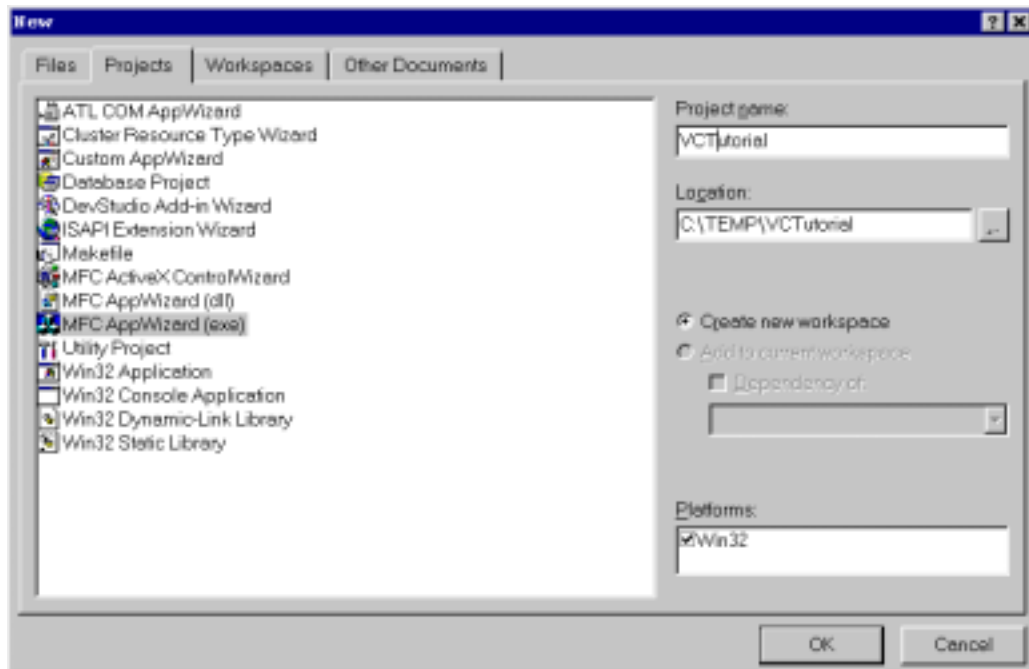 New
Files
Projects
Workspaces
Other Documents
ATL COM AppWizard
Cluster Resource Type Wizard
Custom AppWizard
Database Project
DevStudio Add-in Wizard
ISAPI Extension Wizard
Makefile
MFC ActiveX ControlWizard
MFC AppWizard (dll)
MFC AppWizard (exe)
Utility Project
Win32 Application
Win32 Console Application
Win32 Dynamic-Link Library
Win32 Static Library
Project name:
VCTutorial
Location:
C:\TEMP\VCTutorial
...
Create new workspace
Add to current workspace
Dependency of:
Platforms:
Win32
OK
Cancel